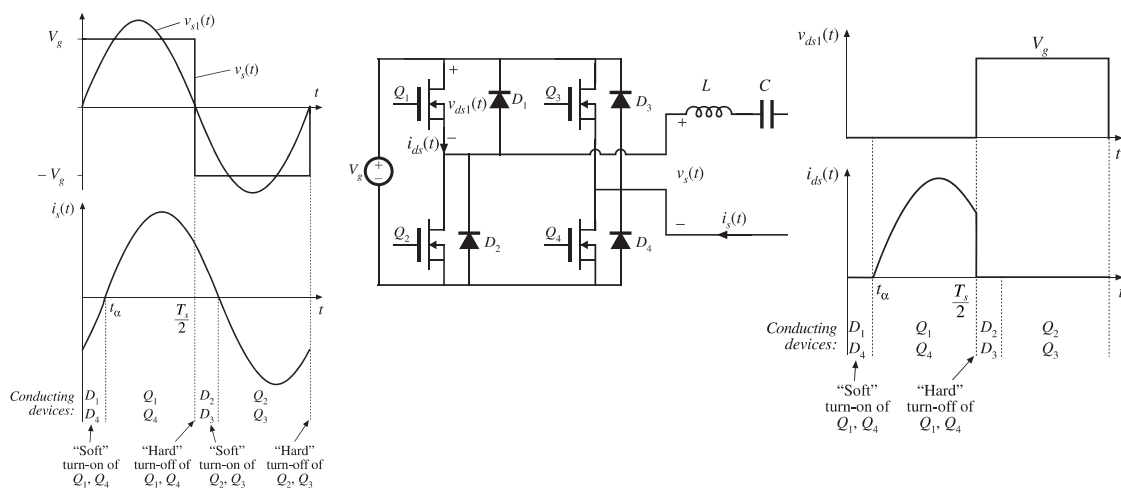 v_s1(t)
V_g
v_s(t)
t
– V_g
i_s(t)
t_α
T_s/2
t
Conducting devices:
D_1 Q_1 D_2 Q_2
D_4 Q_4 D_3 Q_3
“Soft” turn-on of Q_1, Q_4
“Hard” turn-off of Q_1, Q_4
“Soft” turn-on of Q_2, Q_3
“Hard” turn-off of Q_2, Q_3
Q_1
+
v_ds1(t)
–
i_ds(t)
D_1
Q_3
D_3
L
C
+
V_g
+
–
v_s(t)
Q_2
D_2
Q_4
D_4
–
i_s(t)
v_ds1(t)
V_g
t
i_ds(t)
t_α
T_s/2
t
Conducting devices:
D_1 Q_1 D_2 Q_2
D_4 Q_4 D_3 Q_3
“Soft” turn-on of Q_1, Q_4
“Hard” turn-off of Q_1, Q_4